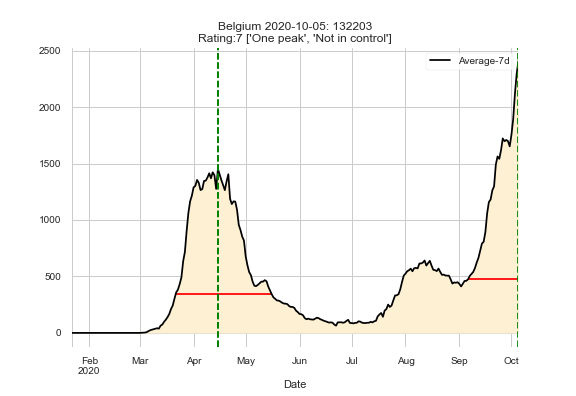 Belgium 2020-10-05: 132203
Rating:7 ['One peak', 'Not in control']
Average-7d
2500
2000
1500
1000
500
0
Feb Mar Apr May Jun Jul Aug Sep Oct
2020
Date